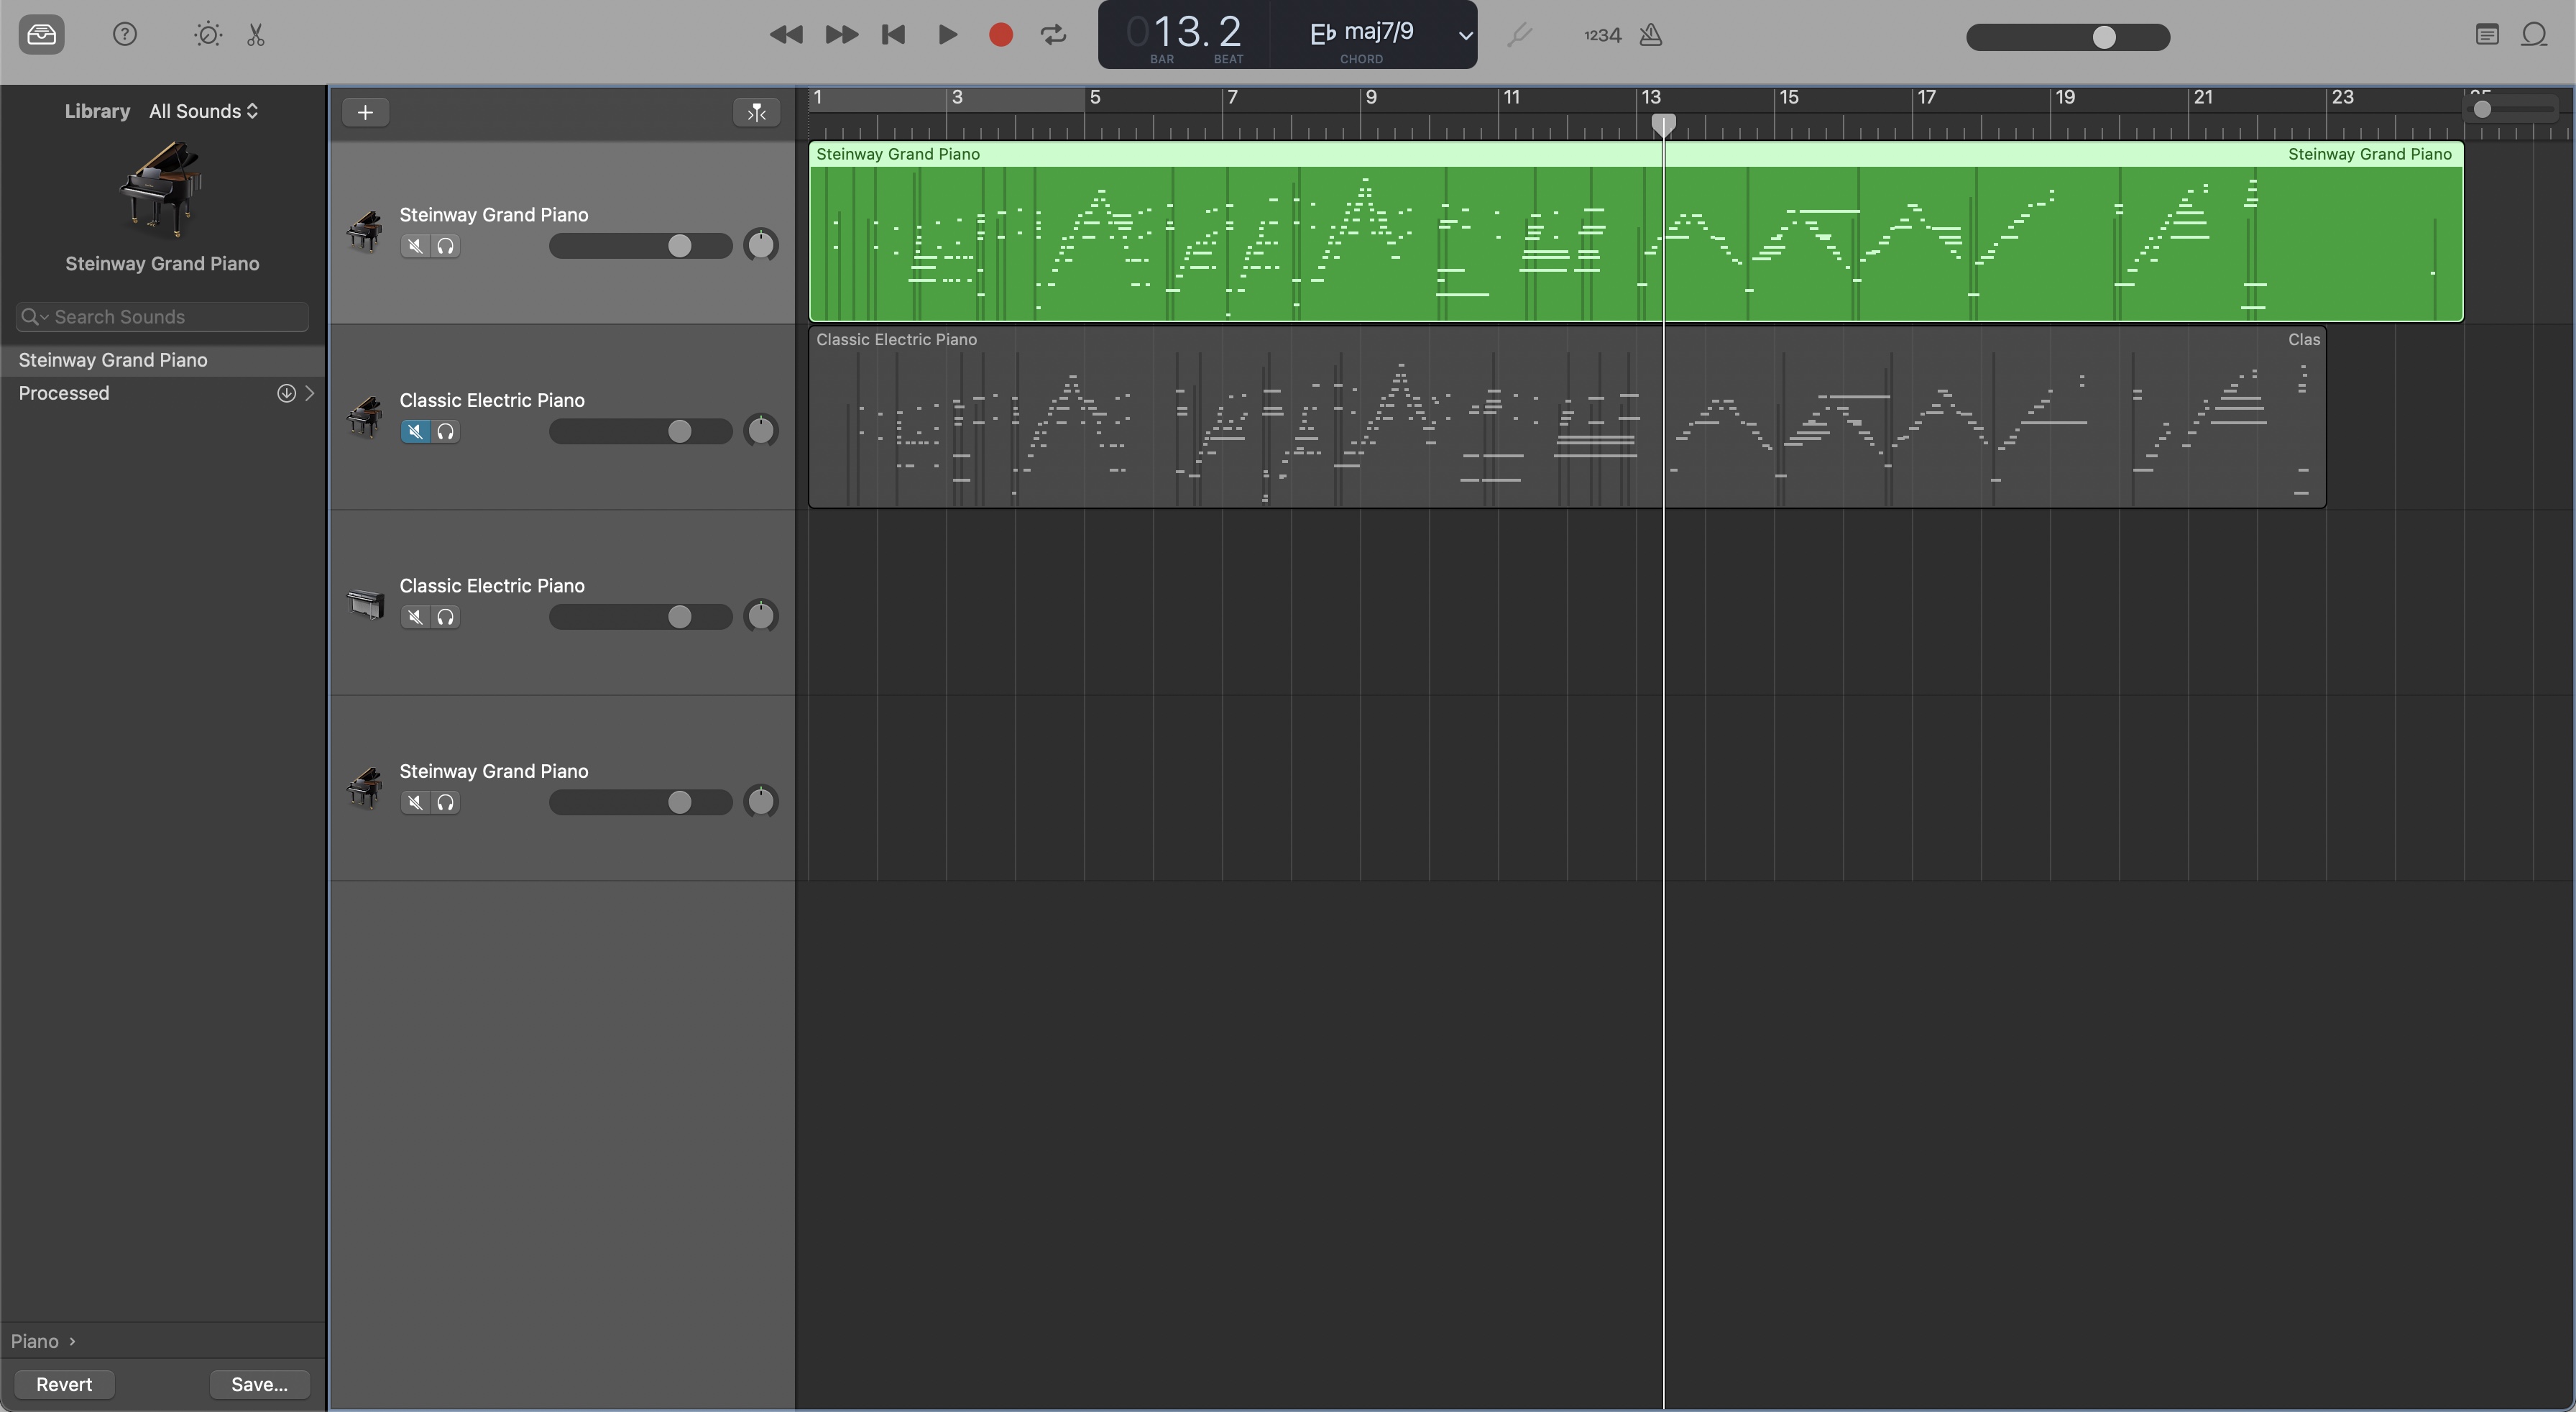 013.2
BAR BEAT
E♭ maj7/9
CHORD
1234
Library All Sounds
Steinway Grand Piano
Search Sounds
Steinway Grand Piano
Processed
Piano ›
Revert Save...
1 3 5 7 9 11 13 15 17 19 21 23
Steinway Grand Piano
Steinway Grand Piano Steinway Grand Piano
Classic Electric Piano
Classic Electric Piano Clas
Classic Electric Piano
Steinway Grand Piano